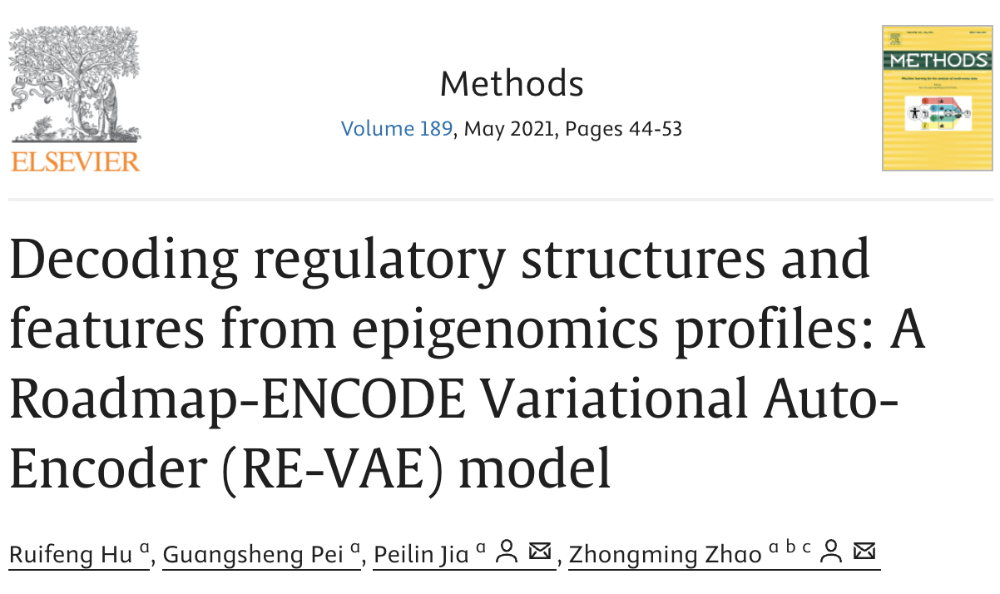 ELSEVIER
Methods
Volume 189, May 2021, Pages 44-53
METHODS
Decoding regulatory structures and
features from epigenomics profiles: A
Roadmap-ENCODE Variational Auto-
Encoder (RE-VAE) model
Ruifeng Hu a, Guangsheng Pei a, Peilin Jia a, Zhongming Zhao a b c